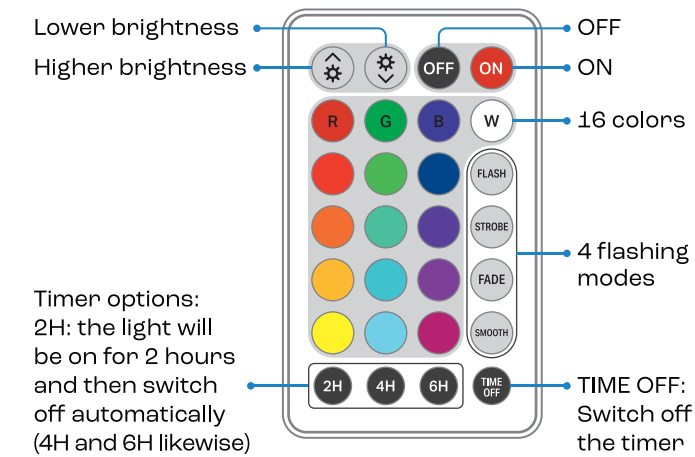 Lower brightness
OFF
Higher brightness
ON
OFF
ON
R
G
B
W
16 colors
FLASH
STROBE
4 flashing
modes
FADE
SMOOTH
Timer options:
2H: the light will
be on for 2 hours
and then switch
off automatically
(4H and 6H likewise)
2H
4H
6H
TIME
OFF
TIME OFF:
Switch off
the timer